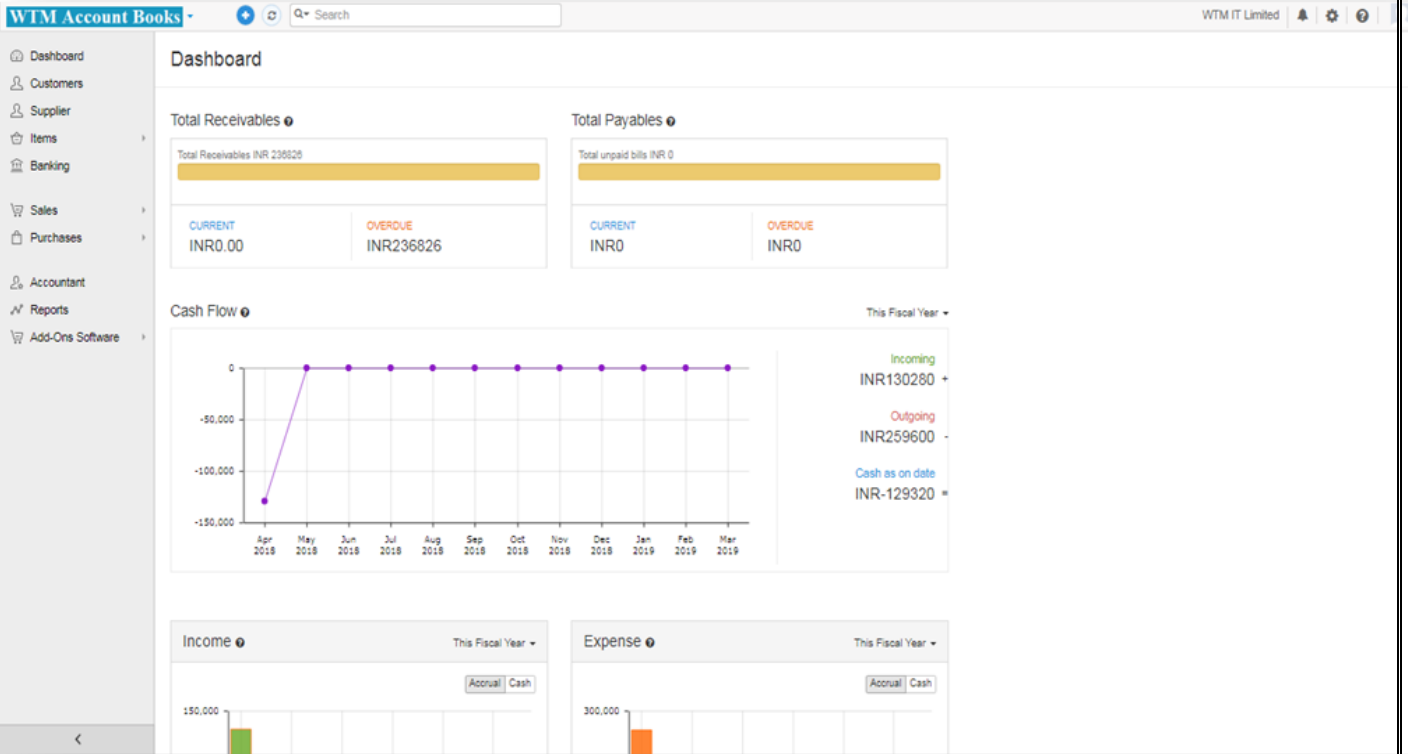 WTM Account Books
Search
WTM IT Limited
Dashboard
Customers
Supplier
Items
Banking
Sales
Purchases
Accountant
Reports
Add-Ons Software
Dashboard
Total Receivables
Total Receivables INR 236826
CURRENT
INR0.00
OVERDUE
INR236826
Total Payables
Total unpaid bills INR 0
CURRENT
INR0
OVERDUE
INR0
Cash Flow
This Fiscal Year
0
-50,000
-100,000
-150,000
Apr 2018
May 2018
Jun 2018
Jul 2018
Aug 2018
Sep 2018
Oct 2018
Nov 2018
Dec 2018
Jan 2019
Feb 2019
Mar 2019
Incoming
INR130280 +
Outgoing
INR259600 -
Cash as on date
INR-129320 =
Income
This Fiscal Year
Accrual Cash
150,000
Expense
This Fiscal Year
Accrual Cash
300,000